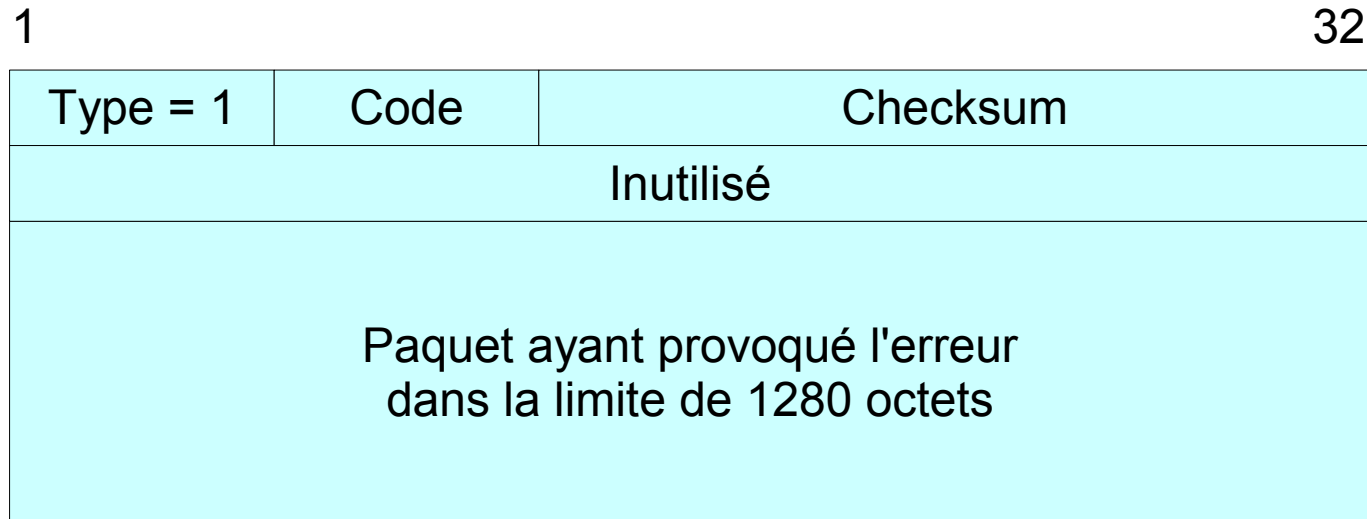 1 32
Type = 1 Code Checksum
Inutilisé
Paquet ayant provoqué l'erreur
dans la limite de 1280 octets